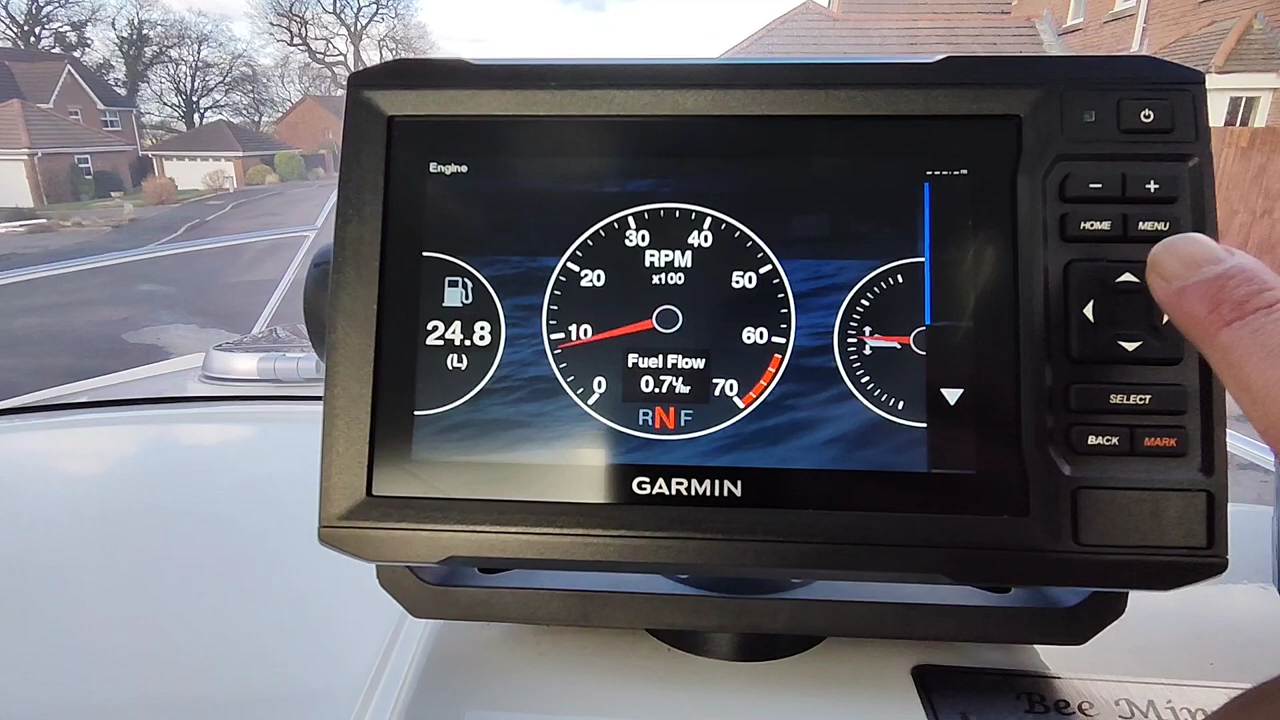 Engine
---.-m
30 40
RPM
x100
20 50
10 60
24.8
(L)
Fuel Flow
0.7 l/hr
0 70
R N F
GARMIN
- +
HOME MENU
SELECT
BACK MARK
Bee Min